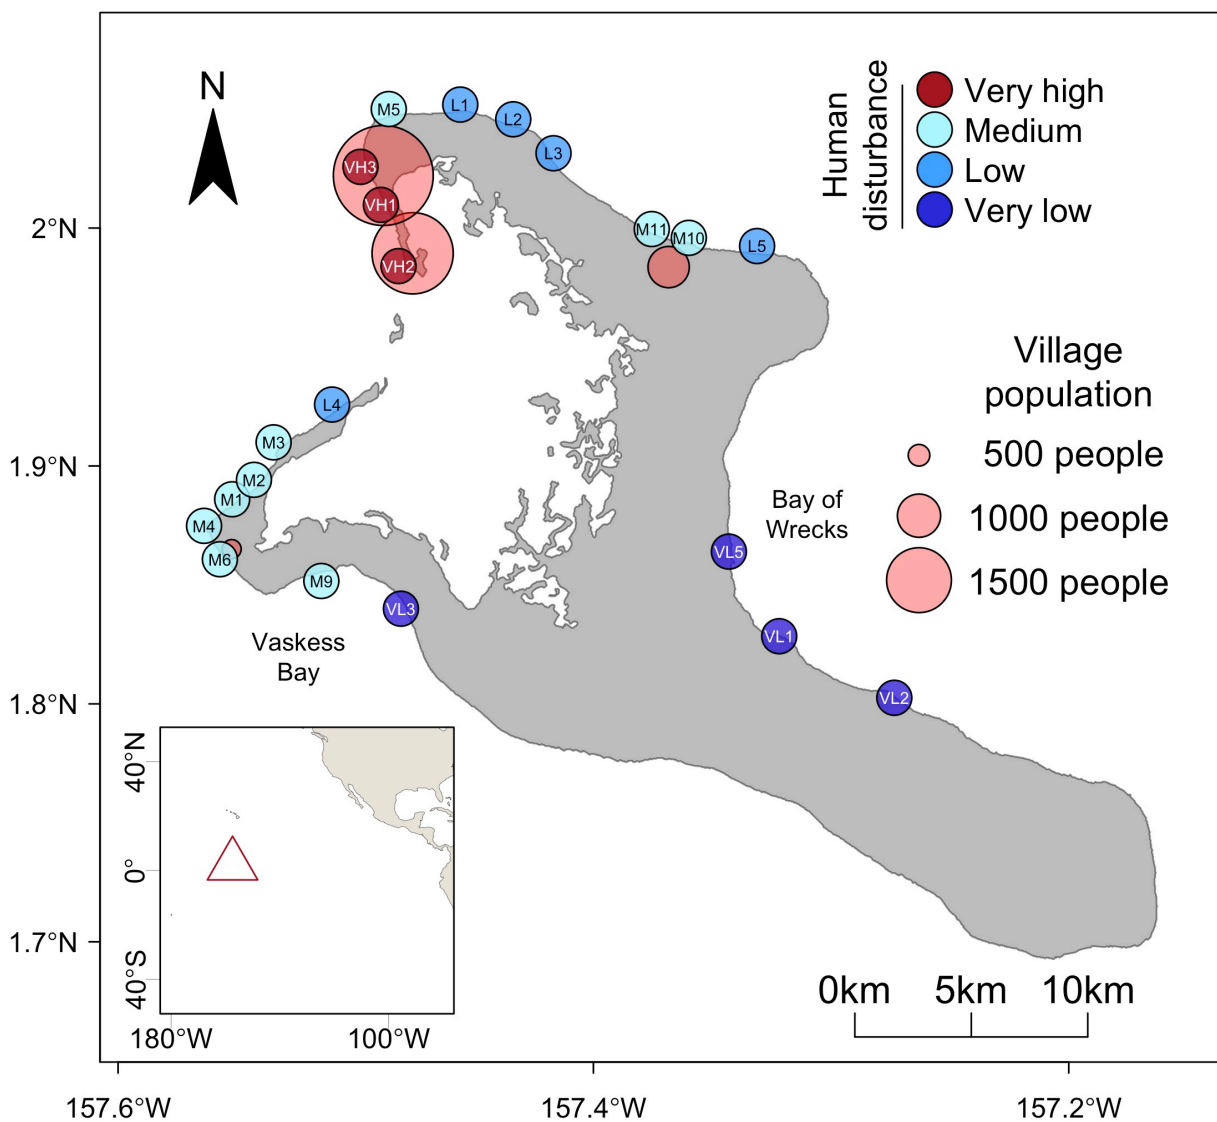 N
M5
L1
L2
L3
VH3
VH1
VH2
M11
M10
L5
Human
disturbance
Very high
Medium
Low
Very low
2°N
1.9°N
1.8°N
1.7°N
Village
population
500 people
1000 people
1500 people
L4
M3
M2
M1
M4
M6
M9
VL3
Vaskess
Bay
Bay of
Wrecks
VL5
VL1
VL2
40°N
0°
40°S
180°W
100°W
0km
5km
10km
157.6°W
157.4°W
157.2°W